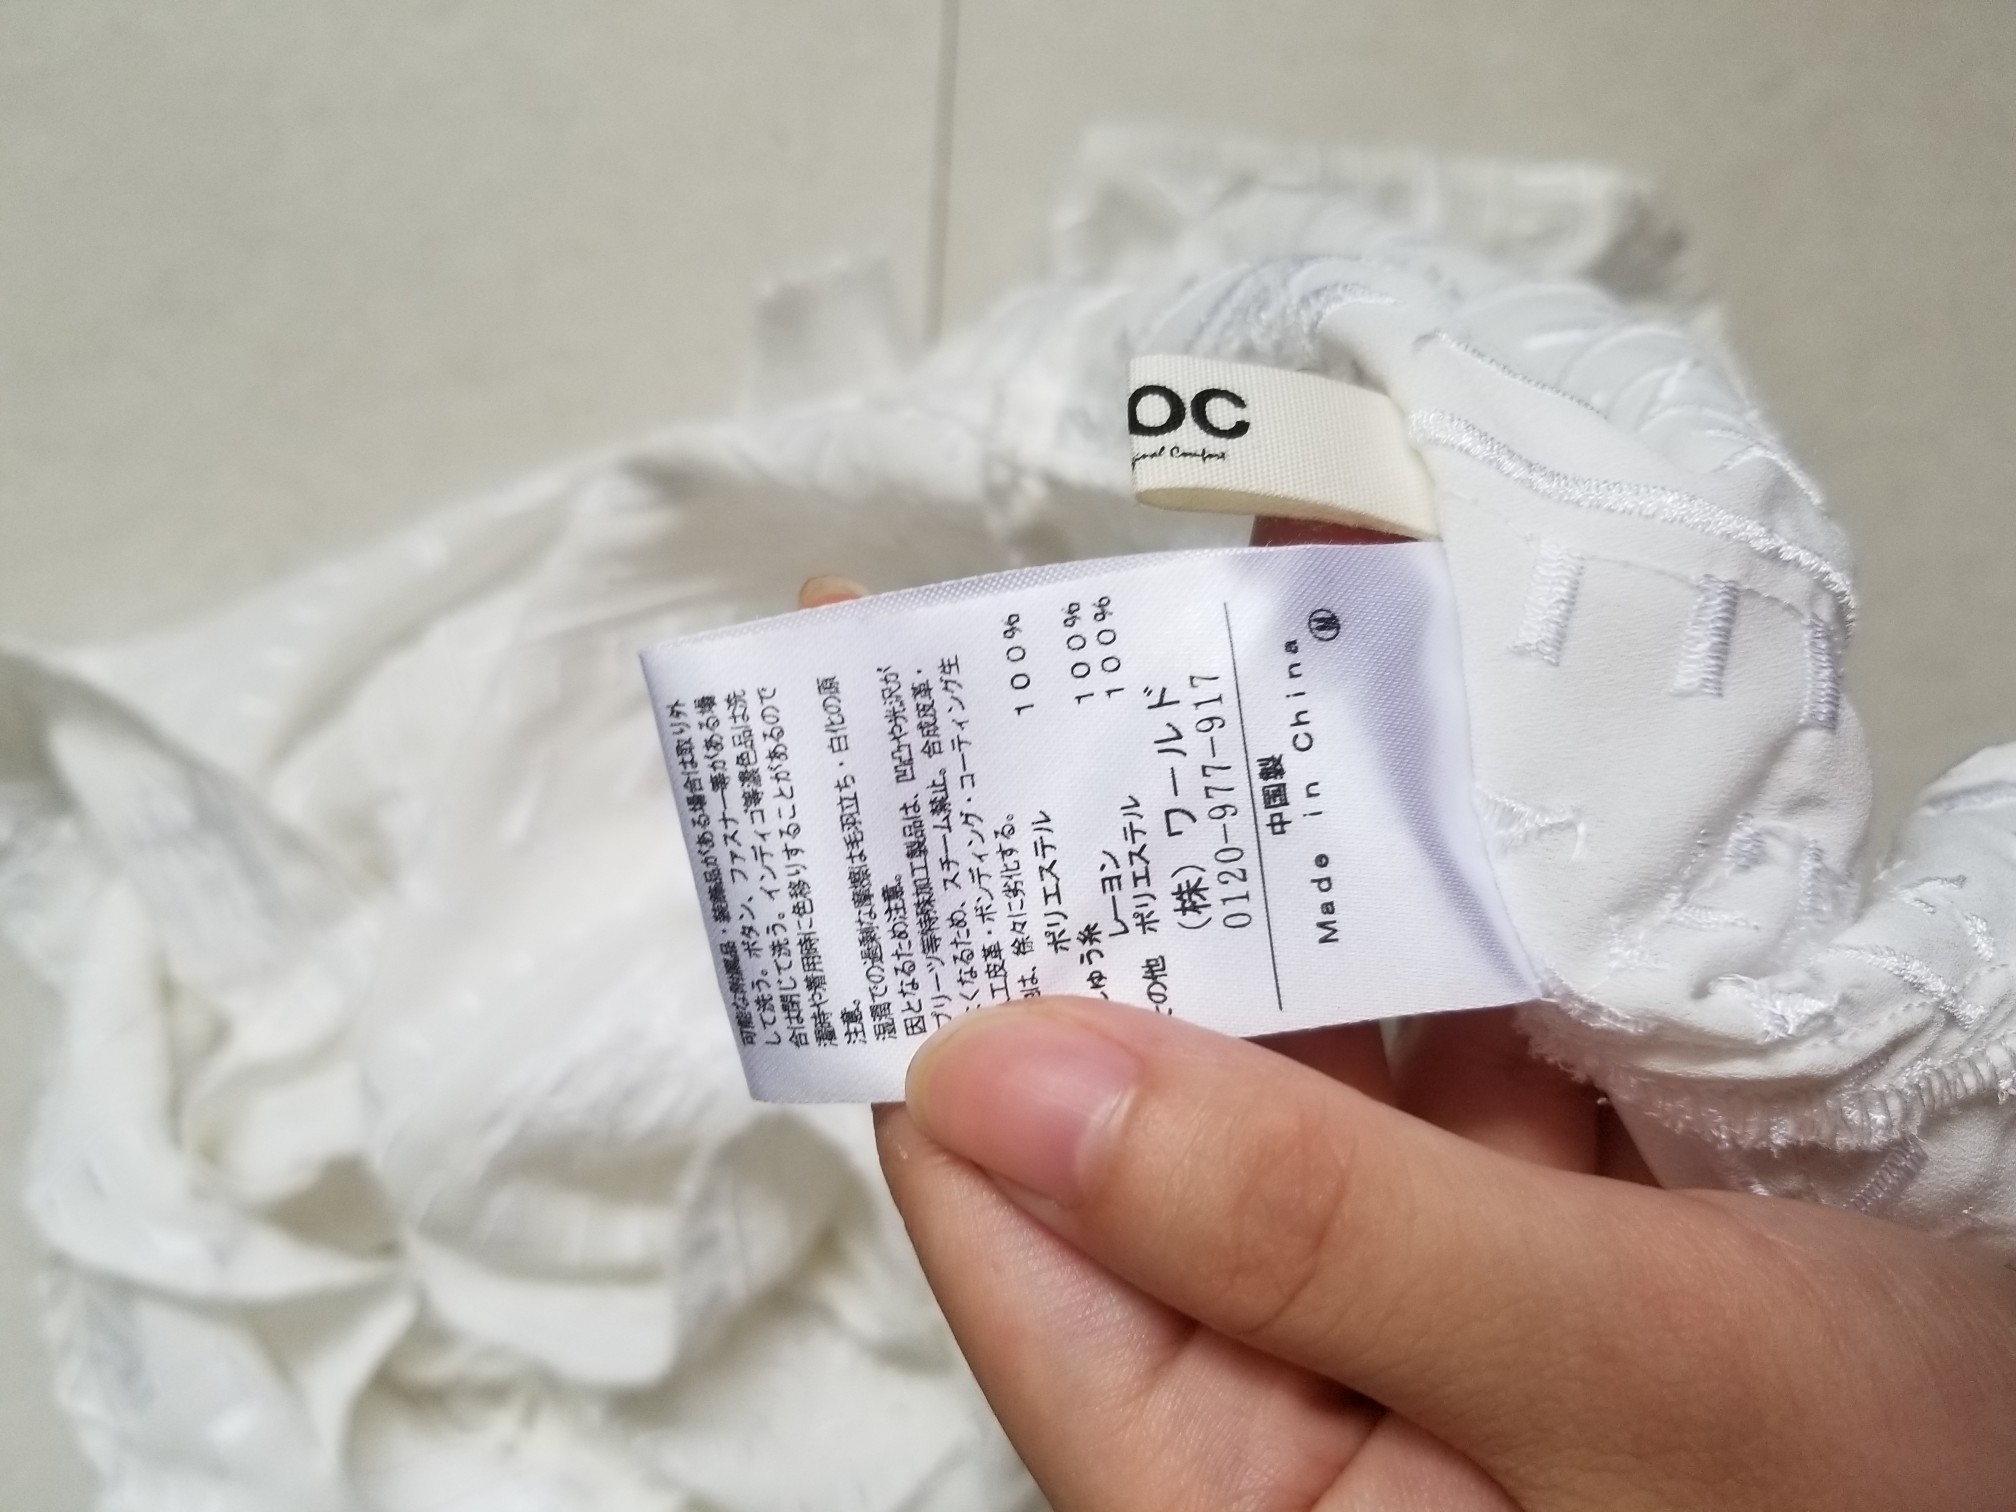 OC
ginal Comfort
可能な付属品・装飾品がある場合は取り外
して洗う。ボタン、ファスナー等がある場
合は閉じて洗う。インディゴ等濃色品は洗
濯時や着用時に色移りすることがあるので
注意。
湿潤での過剰な摩擦は毛羽立ち・白化の原
因となるため注意。
プリーツ等特殊加工製品は、凹凸や光沢が
くなるため、スチーム禁止。合成皮革・
工皮革・ボンディング・コーティング生
は、徐々に劣化する。
ポリエステル 100%
しゅう糸
レーヨン 100%
その他 ポリエステル 100%
(株) ワールド
0120-977-917
中国製
Made in China
M